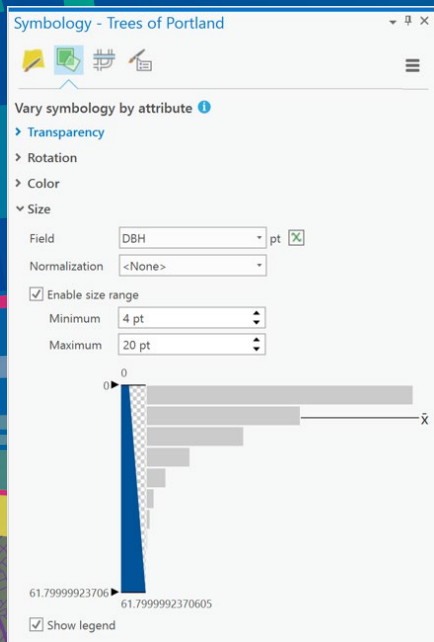 Symbology - Trees of Portland
Vary symbology by attribute
Transparency
Rotation
Color
Size
Field DBH pt
Normalization <None>
Enable size range
Minimum 4 pt
Maximum 20 pt
0
0
x̄
61.79999923706
61.7999992370605
Show legend